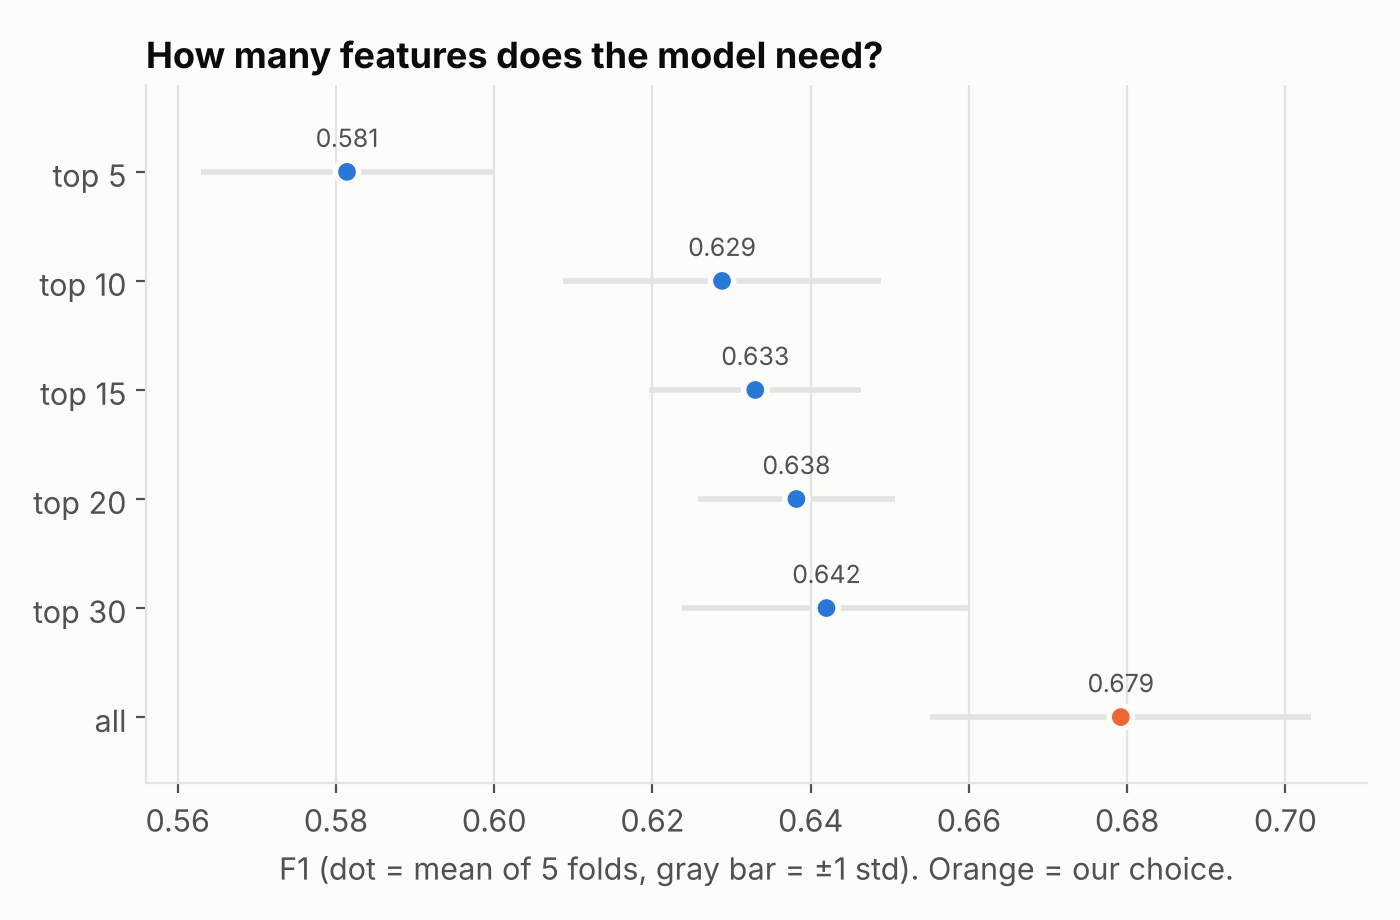 How many features does the model need?
0.581
top 5
0.629
top 10
0.633
top 15
0.638
top 20
0.642
top 30
0.679
all
0.56 0.58 0.60 0.62 0.64 0.66 0.68 0.70
F1 (dot = mean of 5 folds, gray bar = ±1 std). Orange = our choice.